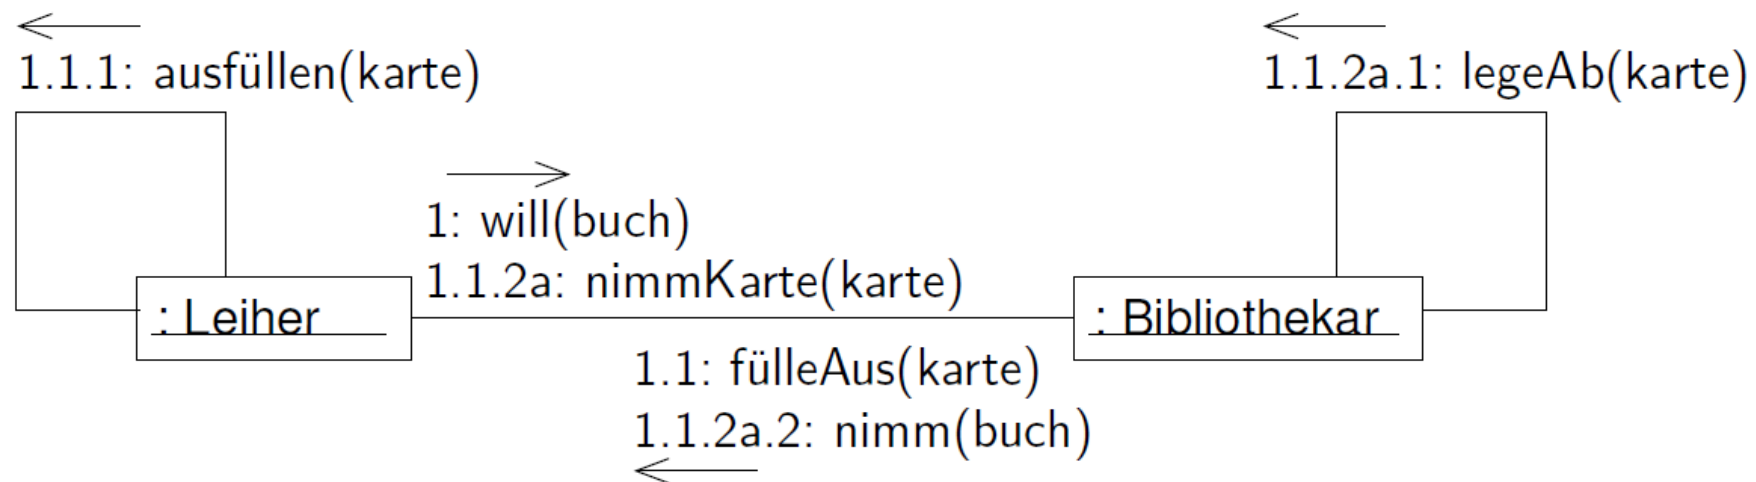 1.1.1: ausfüllen(karte)
1.1.2a.1: legeAb(karte)
1: will(buch)
1.1.2a: nimmKarte(karte)
: Leiher
: Bibliothekar
1.1: fülleAus(karte)
1.1.2a.2: nimm(buch)